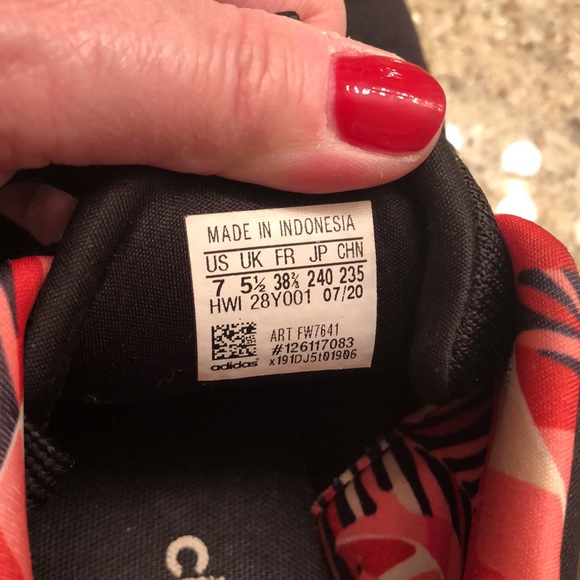 MADE IN INDONESIA
US UK FR JP CHN
7 5½ 38⅔ 240 235
HWI 28Y001 07/20
ART FW7641
#126117083
adidas x191DJ5t01906